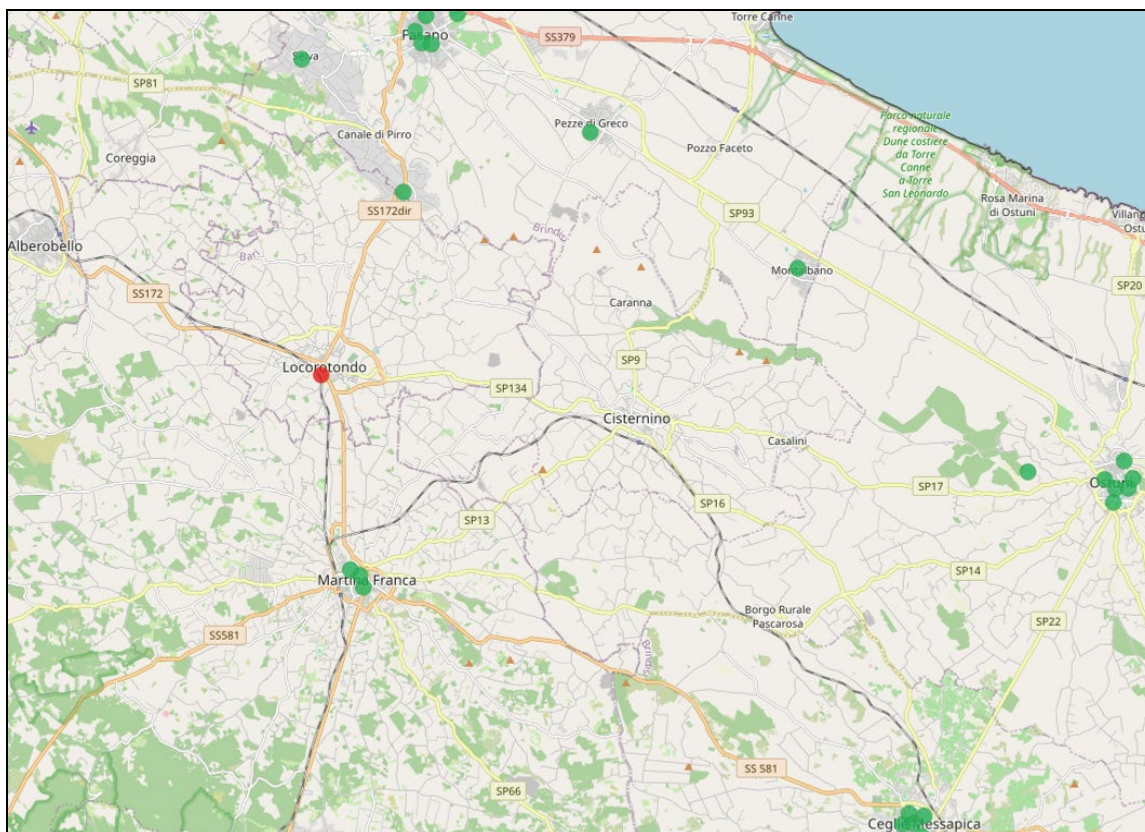 Torre Canne
Fasano
SS379
Selva
SP81
Pezze di Greco
Parco naturale
regionale
Dune costiere
da Torre
Canne
a Torre
San Leonardo
Canale di Pirro
Pozzo Faceto
Coreggia
Rosa Marina
di Ostuni
SS172dir
SP93
Brindisi
Alberobello
Bari
Montalbano
SP20
SS172
Caranna
SP9
Locorotondo
SP134
Cisternino
Casalini
SP17
Ostuni
SP16
SP13
SP14
Martina Franca
Borgo Rurale
Pascarosa
SP22
SS581
SS 581
SP66
Ceglie Messapica